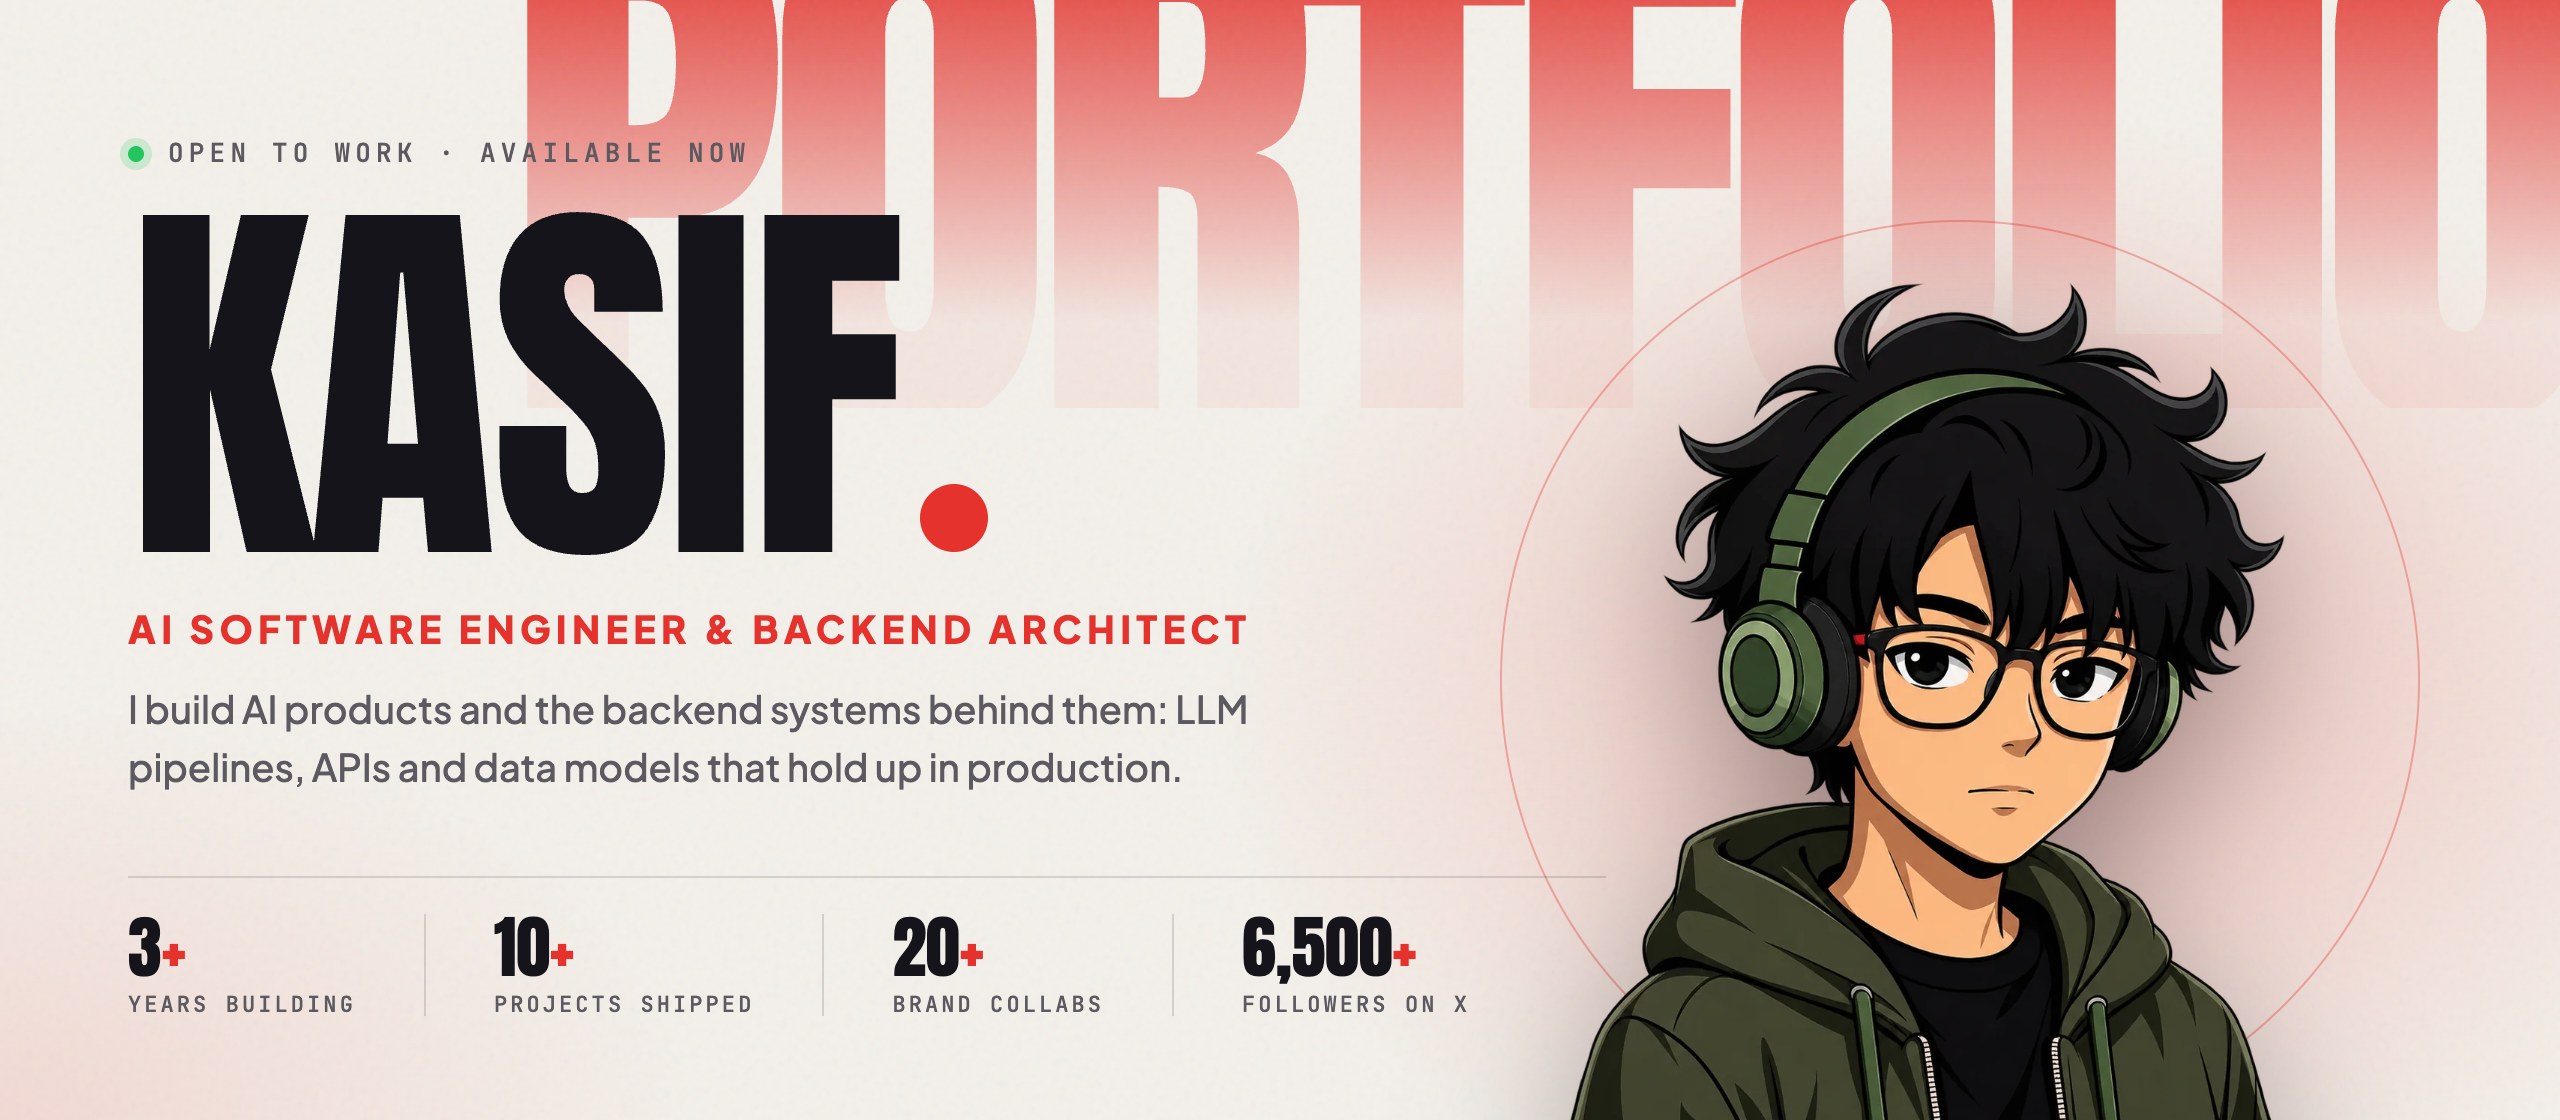 PORTFOLIO
OPEN TO WORK · AVAILABLE NOW
KASIF.
AI SOFTWARE ENGINEER & BACKEND ARCHITECT
I build AI products and the backend systems behind them: LLM
pipelines, APIs and data models that hold up in production.
3+
YEARS BUILDING
10+
PROJECTS SHIPPED
20+
BRAND COLLABS
6,500+
FOLLOWERS ON X